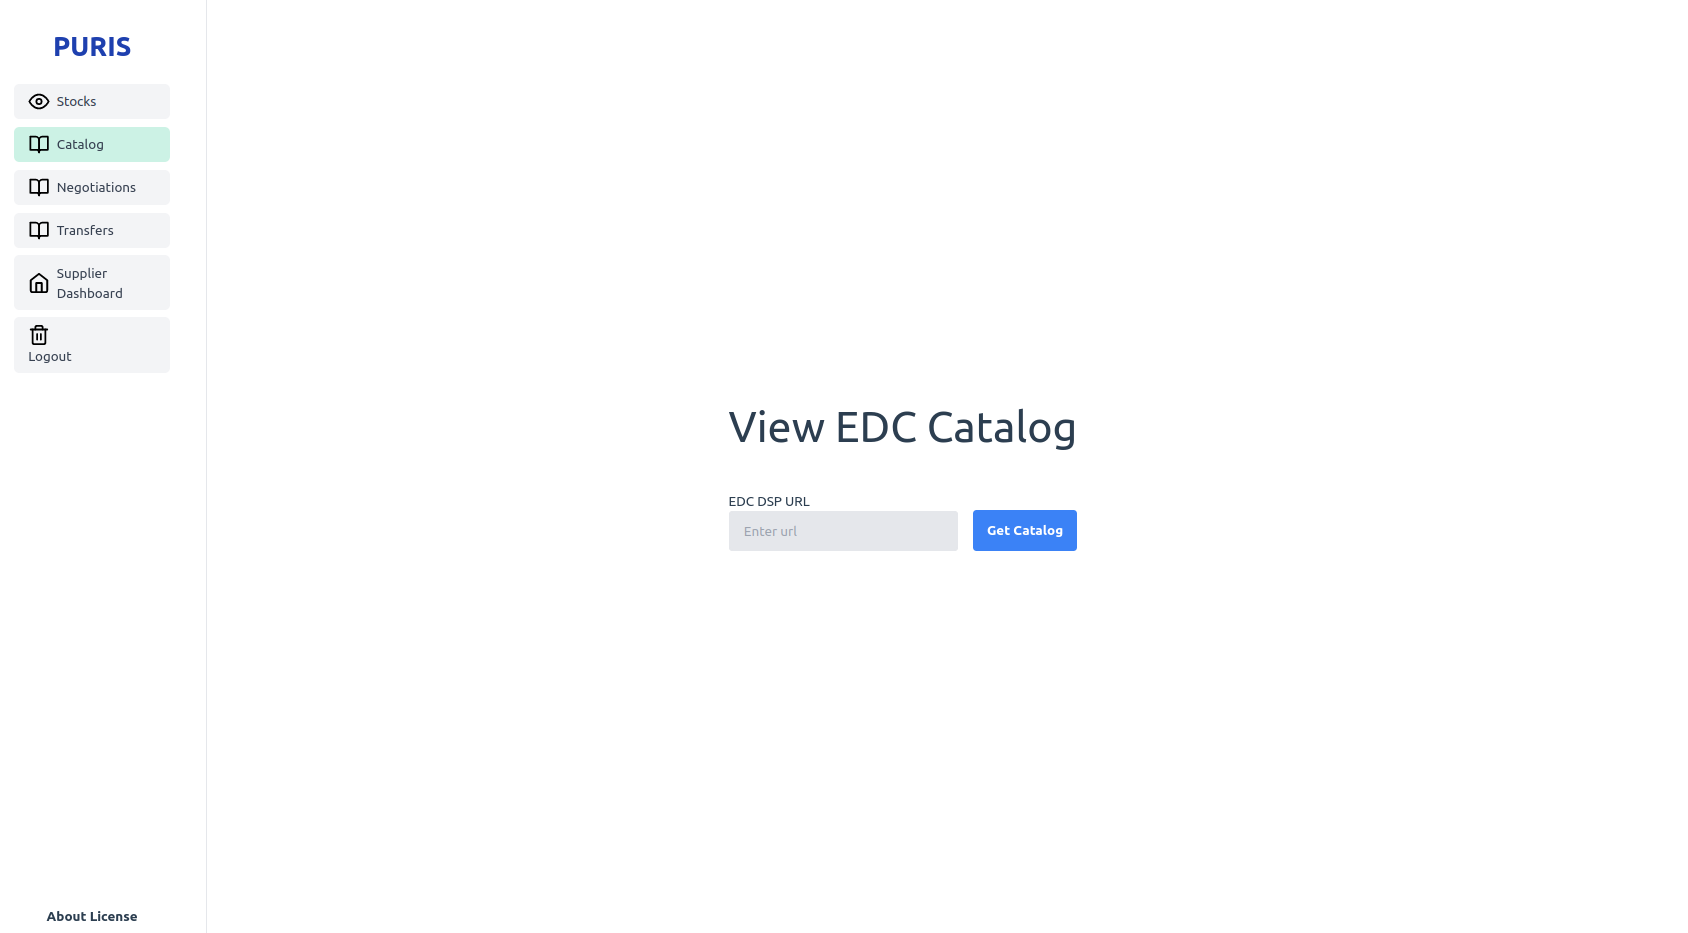 PURIS
Stocks
Catalog
Negotiations
Transfers
Supplier
Dashboard
Logout
View EDC Catalog
EDC DSP URL
Enter url
Get Catalog
About License